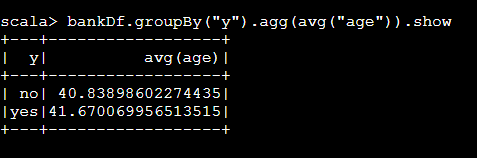 scala> bankDf.groupBy("y").agg(avg("age")).show
+---+------------------+
|  y|          avg(age)|
+---+------------------+
| no| 40.83898602274435|
|yes|41.670069956513515|
+---+------------------+